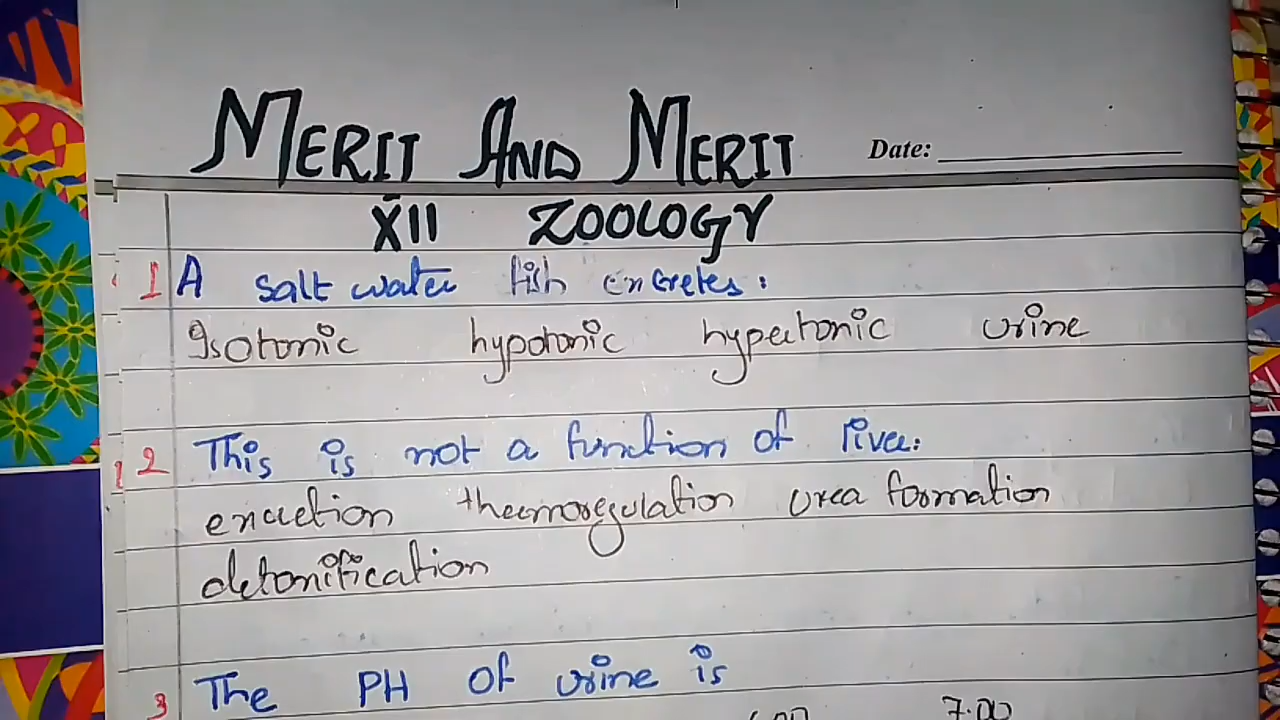 MERIT AND MERIT
Date:
XII ZOOLOGY
1 A salt water fish excretes:
Isotonic hypotonic hypertonic urine
2 This is not a function of liver:
excretion thermoregulation urea formation
detoxification
3 The PH of urine is
7.00